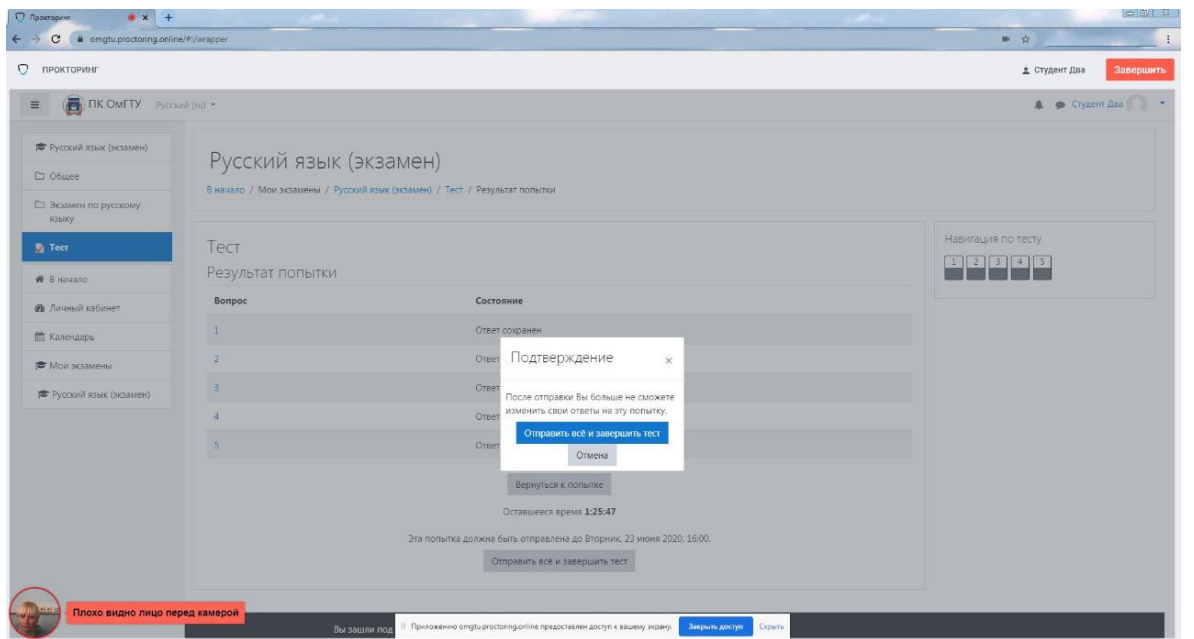 Прокторинг
omgtu.proctoring.online/#!/wrapper
ПРОКТОРИНГ
Студент Два
Завершить
ПК ОмГТУ Русский (ru)
Студент Два
Русский язык (экзамен)
Общее
Экзамен по русскому
языку
Тест
В начало
Личный кабинет
Календарь
Мои экзамены
Русский язык (экзамен)
Русский язык (экзамен)
В начало / Мои экзамены / Русский язык (экзамен) / Тест / Результат попытки
Тест
Результат попытки
Вопрос Состояние
1 Ответ сохранен
2 Ответ
3 Ответ
4 Ответ
5 Ответ
Подтверждение ×
После отправки Вы больше не сможете
изменить свои ответы на эту попытку.
Отправить всё и завершить тест
Отмена
Вернуться к попытке
Оставшееся время 1:25:47
Эта попытка должна быть отправлена до Вторник, 23 июня 2020, 16:00.
Отправить всё и завершить тест
Навигация по тесту
1 2 3 4 5
Плохо видно лицо перед камерой
Вы зашли под
Приложению omgtu.proctoring.online предоставлен доступ к вашему экрану.
Закрыть доступ
Скрыть